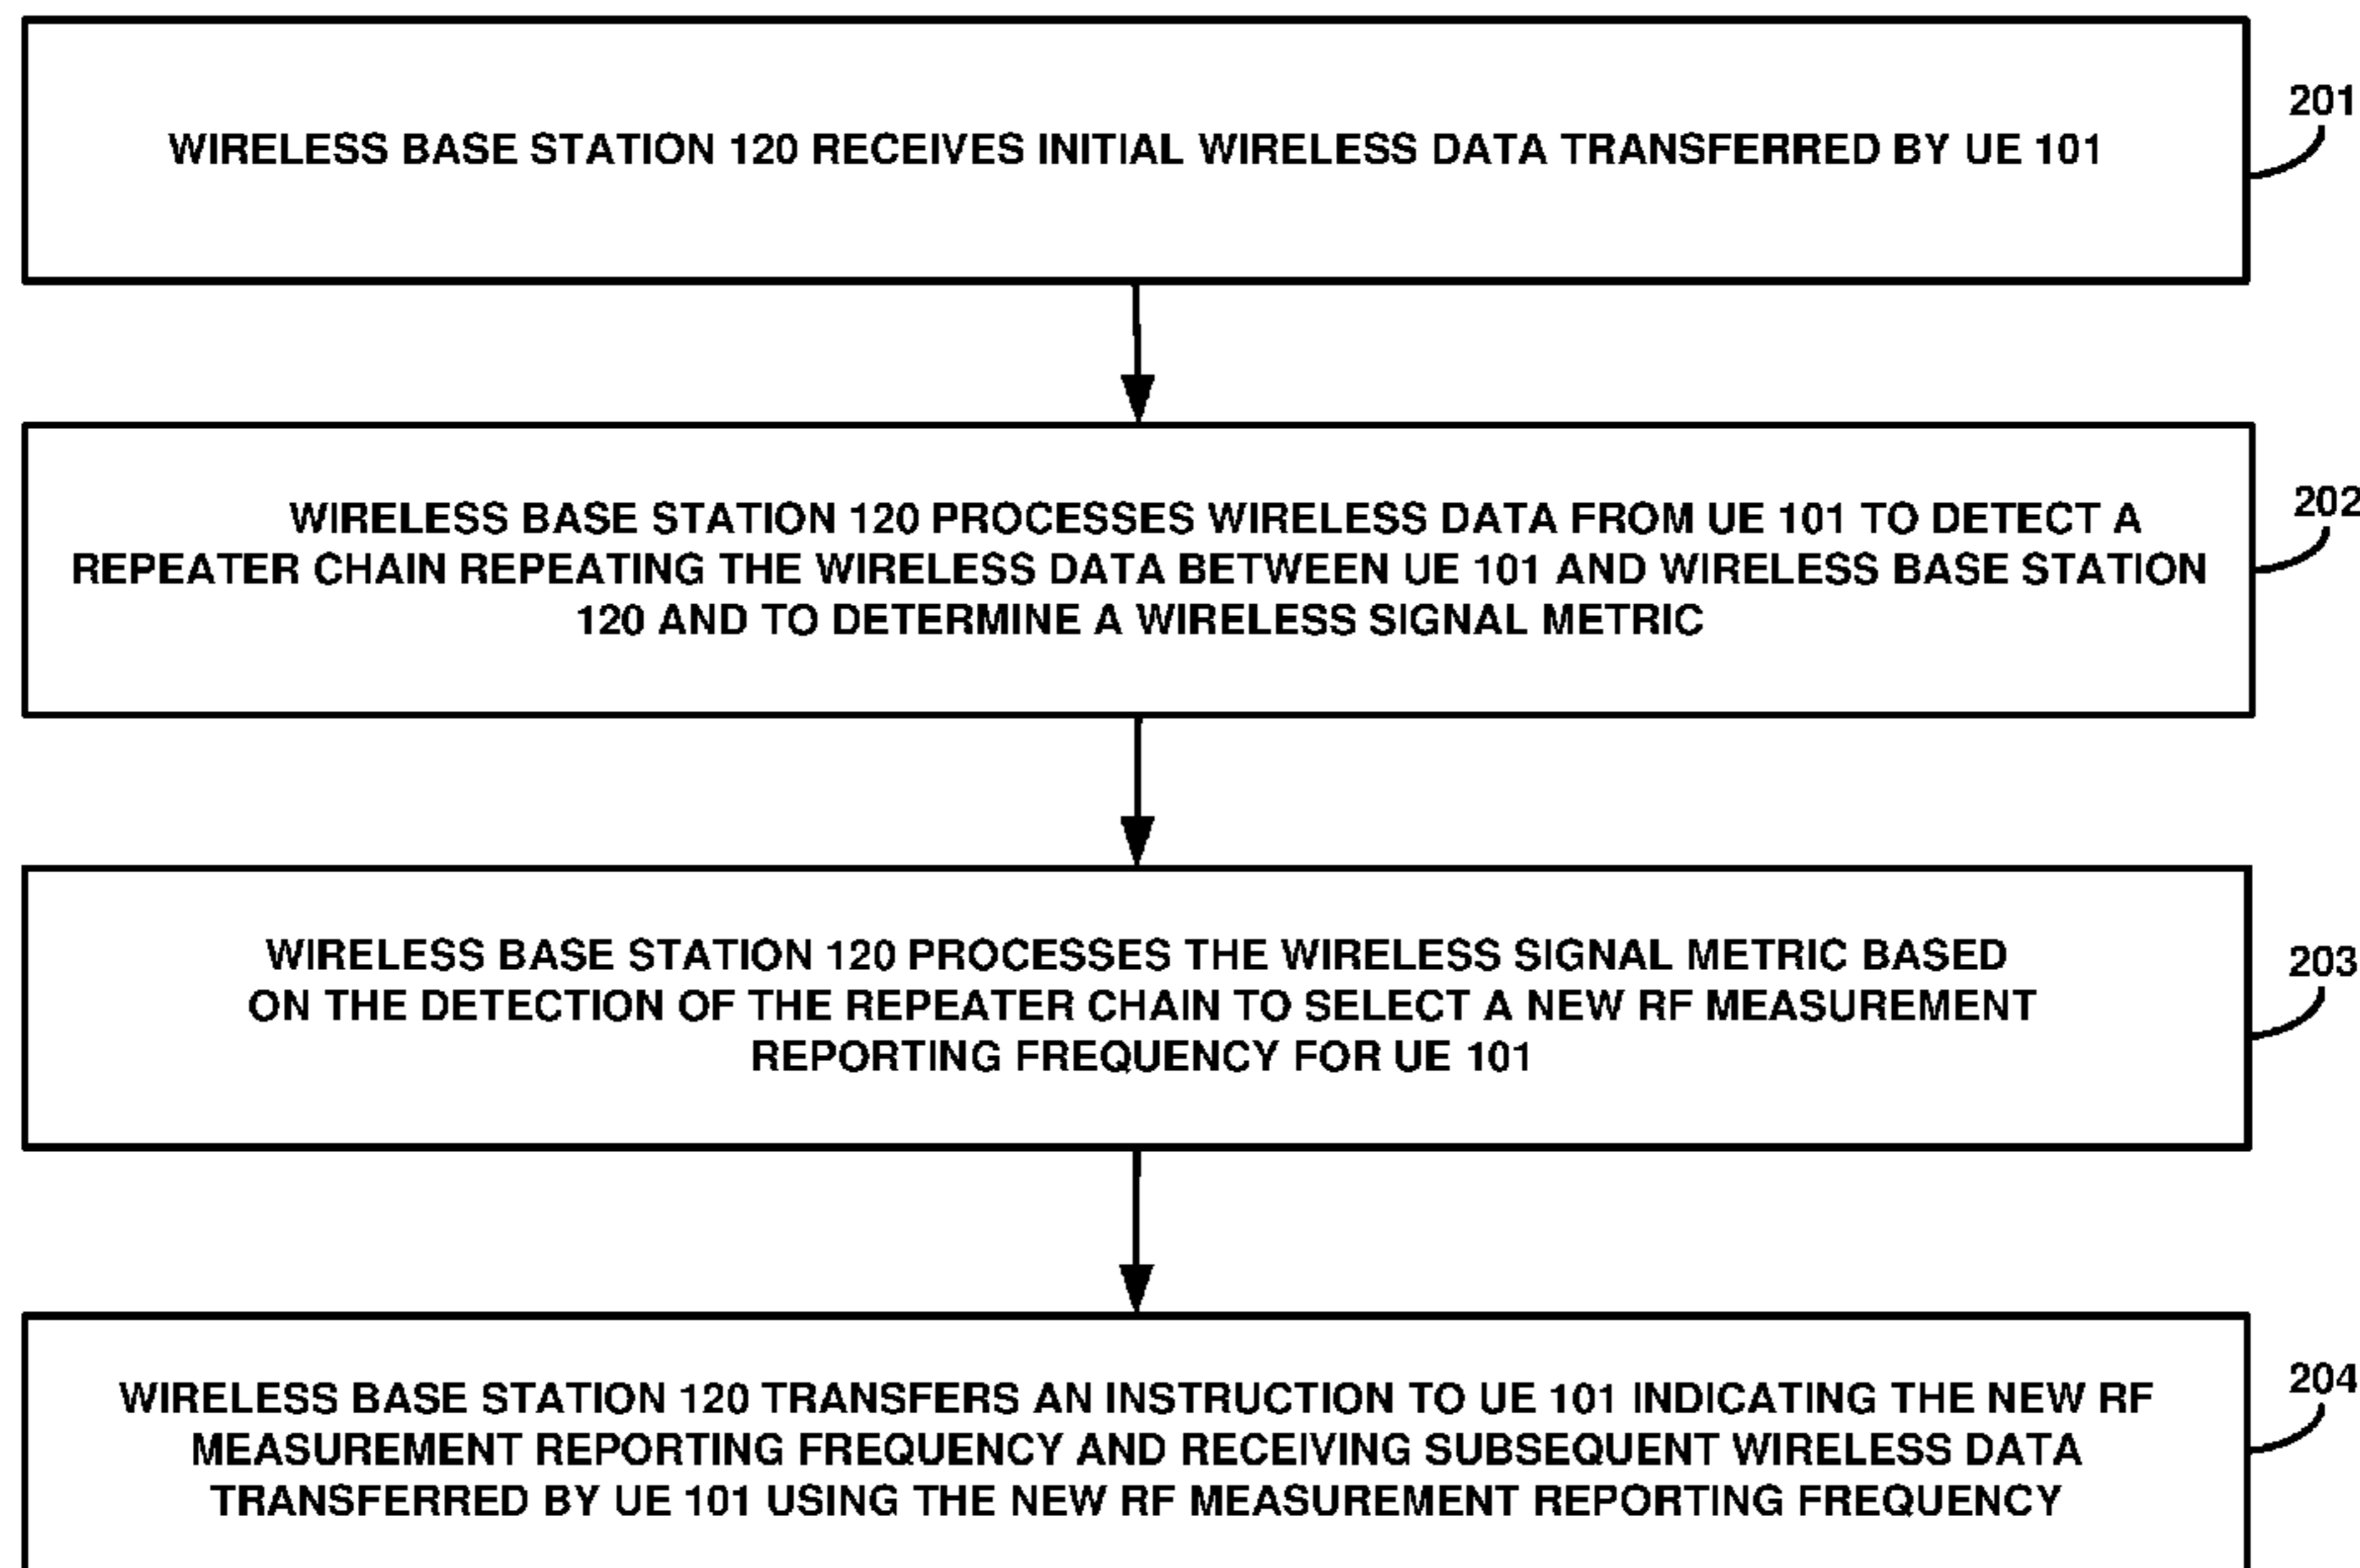 WIRELESS BASE STATION 120 RECEIVES INITIAL WIRELESS DATA TRANSFERRED BY UE 101
201
WIRELESS BASE STATION 120 PROCESSES WIRELESS DATA FROM UE 101 TO DETECT A
REPEATER CHAIN REPEATING THE WIRELESS DATA BETWEEN UE 101 AND WIRELESS BASE STATION
120 AND TO DETERMINE A WIRELESS SIGNAL METRIC
202
WIRELESS BASE STATION 120 PROCESSES THE WIRELESS SIGNAL METRIC BASED
ON THE DETECTION OF THE REPEATER CHAIN TO SELECT A NEW RF MEASUREMENT
REPORTING FREQUENCY FOR UE 101
203
WIRELESS BASE STATION 120 TRANSFERS AN INSTRUCTION TO UE 101 INDICATING THE NEW RF
MEASUREMENT REPORTING FREQUENCY AND RECEIVING SUBSEQUENT WIRELESS DATA
TRANSFERRED BY UE 101 USING THE NEW RF MEASUREMENT REPORTING FREQUENCY
204